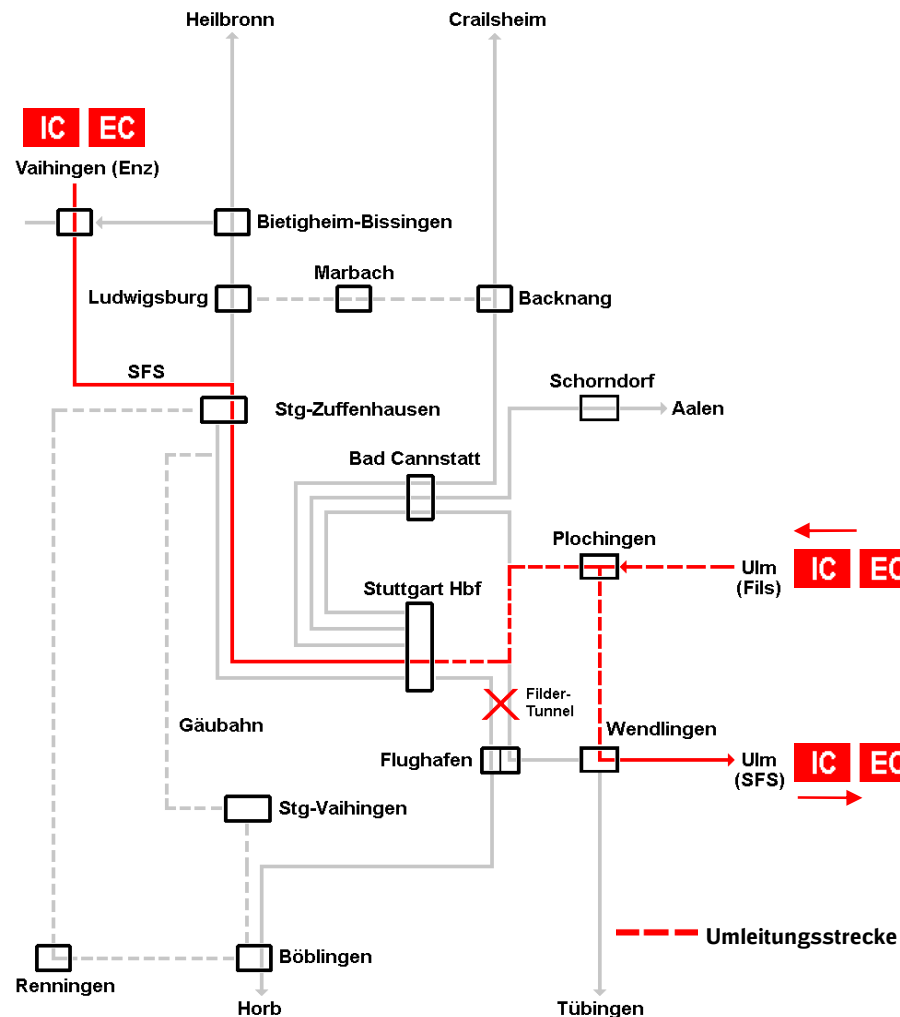 Heilbronn
Crailsheim
IC EC
Vaihingen (Enz)
Bietigheim-Bissingen
Marbach
Ludwigsburg
Backnang
SFS
Schorndorf
Stg-Zuffenhausen
Aalen
Bad Cannstatt
Plochingen
Ulm
(Fils)
IC EC
Stuttgart Hbf
Filder-
Tunnel
Gäubahn
Wendlingen
Flughafen
Ulm
(SFS)
IC EC
Stg-Vaihingen
Umleitungsstrecke
Böblingen
Renningen
Horb
Tübingen